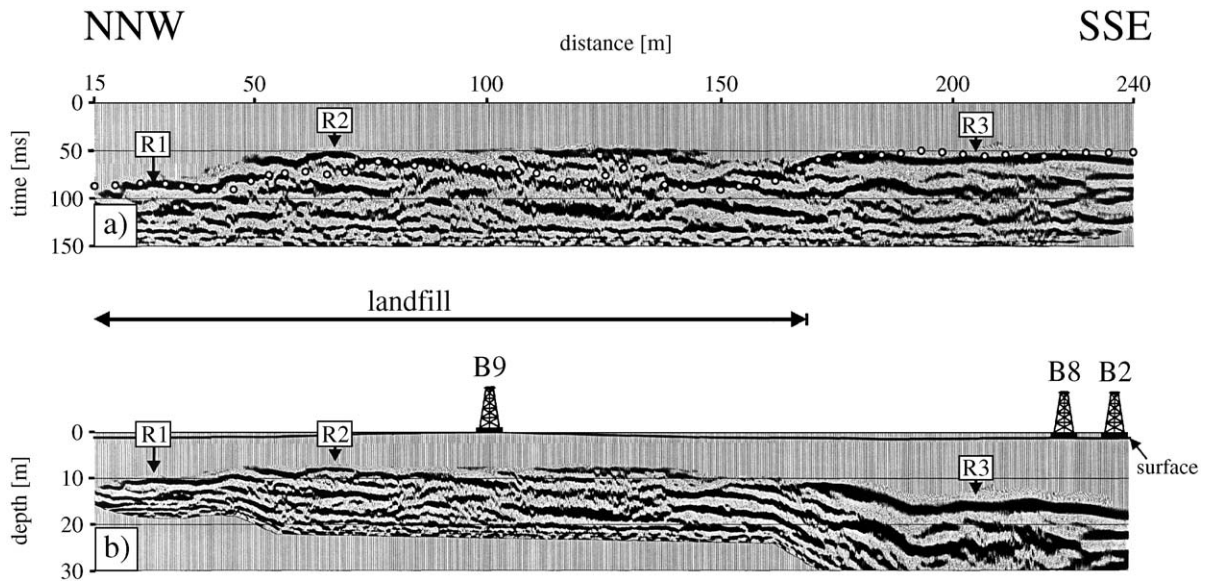 NNW SSE
distance [m]
15 50 100 150 200 240
0
50
100
150
time [ms]
R1 R2 R3
a)
landfill
B9 B8 B2
0
10
20
30
depth [m]
R1 R2 R3
surface
b)